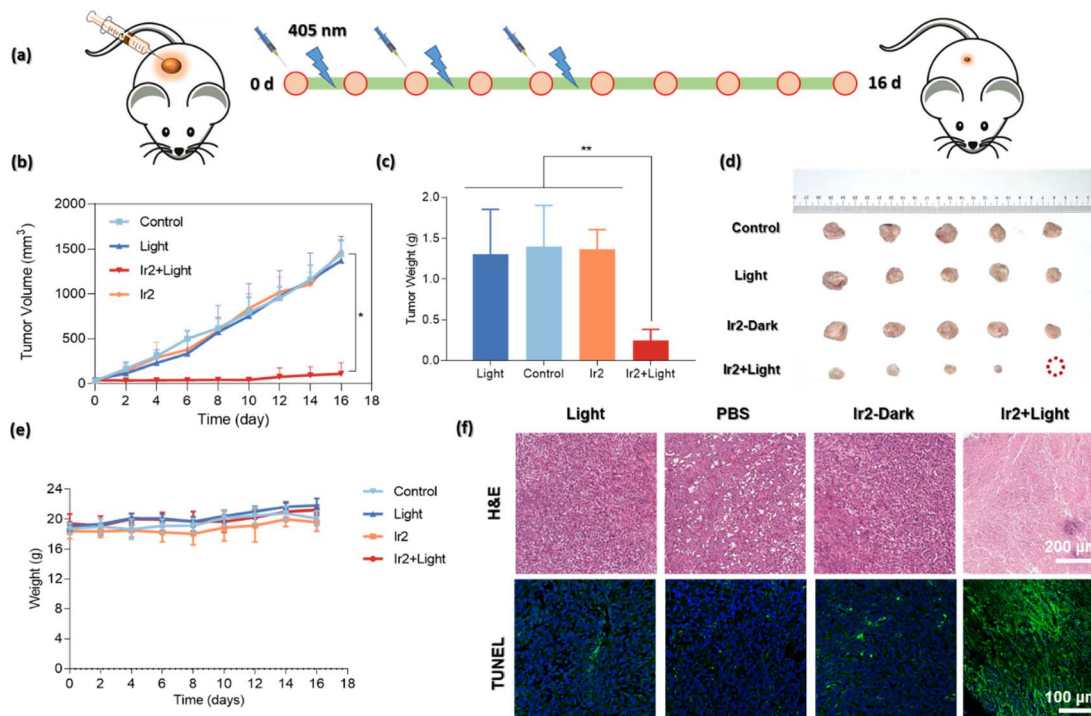 (a)
405 nm
0 d
16 d
(b)
Tumor Volume (mm3)
2000
1500
1000
500
0
0 2 4 6 8 10 12 14 16 18
Time (day)
Control
Light
Ir2+Light
Ir2
*
(c)
**
Tumor Weight (g)
2.0
1.5
1.0
0.5
0.0
Light Control Ir2 Ir2+Light
(d)
Control
Light
Ir2-Dark
Ir2+Light
(e)
Weight (g)
24
20
16
12
8
4
0
0 2 4 6 8 10 12 14 16 18
Time (days)
Control
Light
Ir2
Ir2+Light
(f)
Light PBS Ir2-Dark Ir2+Light
H&E
200 μm
TUNEL
100 μm